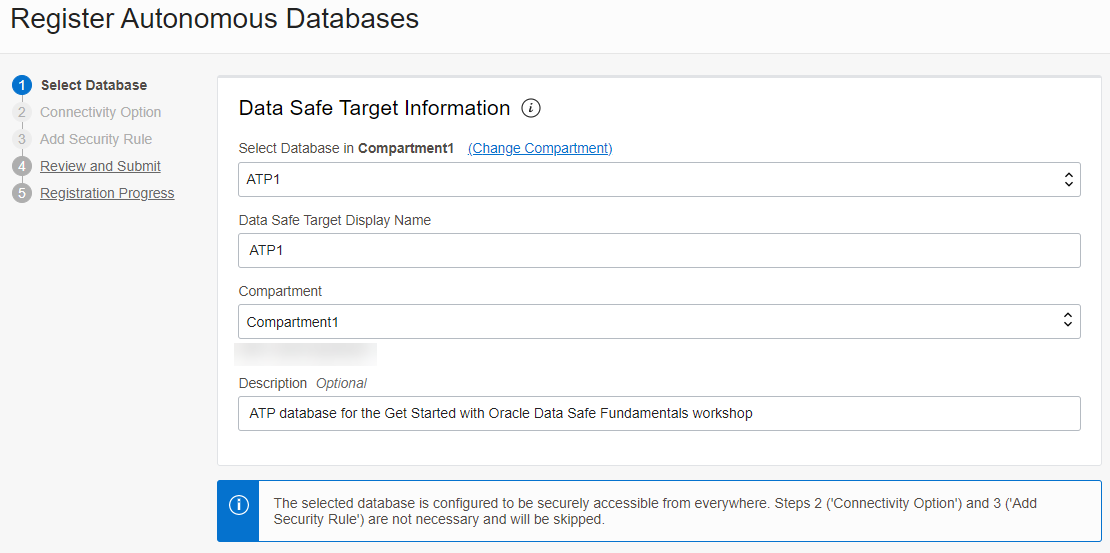 Register Autonomous Databases
1 Select Database
2 Connectivity Option
3 Add Security Rule
4 Review and Submit
5 Registration Progress
Data Safe Target Information i
Select Database in Compartment1 (Change Compartment)
ATP1
Data Safe Target Display Name
ATP1
Compartment
Compartment1
Description Optional
ATP database for the Get Started with Oracle Data Safe Fundamentals workshop
i
The selected database is configured to be securely accessible from everywhere. Steps 2 ('Connectivity Option') and 3 ('Add
Security Rule') are not necessary and will be skipped.